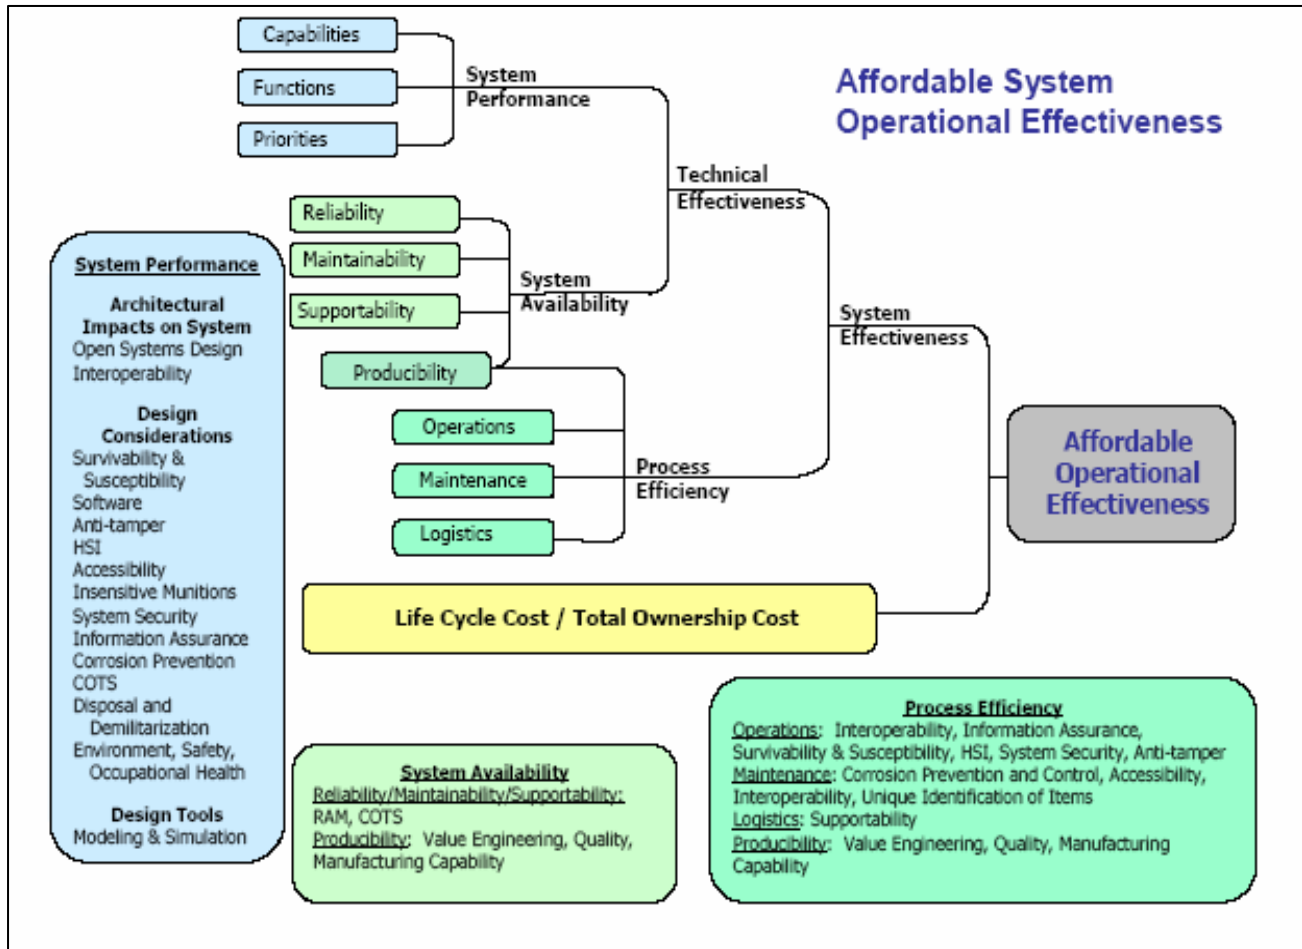 Affordable System
Operational Effectiveness
Capabilities
Functions
Priorities
System
Performance
Technical
Effectiveness
Reliability
Maintainability
Supportability
Producibility
System
Availability
System
Effectiveness
Operations
Maintenance
Logistics
Process
Efficiency
Affordable
Operational
Effectiveness
Life Cycle Cost / Total Ownership Cost
System Performance
Architectural
Impacts on System
Open Systems Design
Interoperability
Design
Considerations
Survivability &
Susceptibility
Software
Anti-tamper
HSI
Accessibility
Insensitive Munitions
System Security
Information Assurance
Corrosion Prevention
COTS
Disposal and
Demilitarization
Environment, Safety,
Occupational Health
Design Tools
Modeling & Simulation
System Availability
Reliability/Maintainability/Supportability:
RAM, COTS
Producibility: Value Engineering, Quality,
Manufacturing Capability
Process Efficiency
Operations: Interoperability, Information Assurance,
Survivability & Susceptibility, HSI, System Security, Anti-tamper
Maintenance: Corrosion Prevention and Control, Accessibility,
Interoperability, Unique Identification of Items
Logistics: Supportability
Producibility: Value Engineering, Quality, Manufacturing
Capability